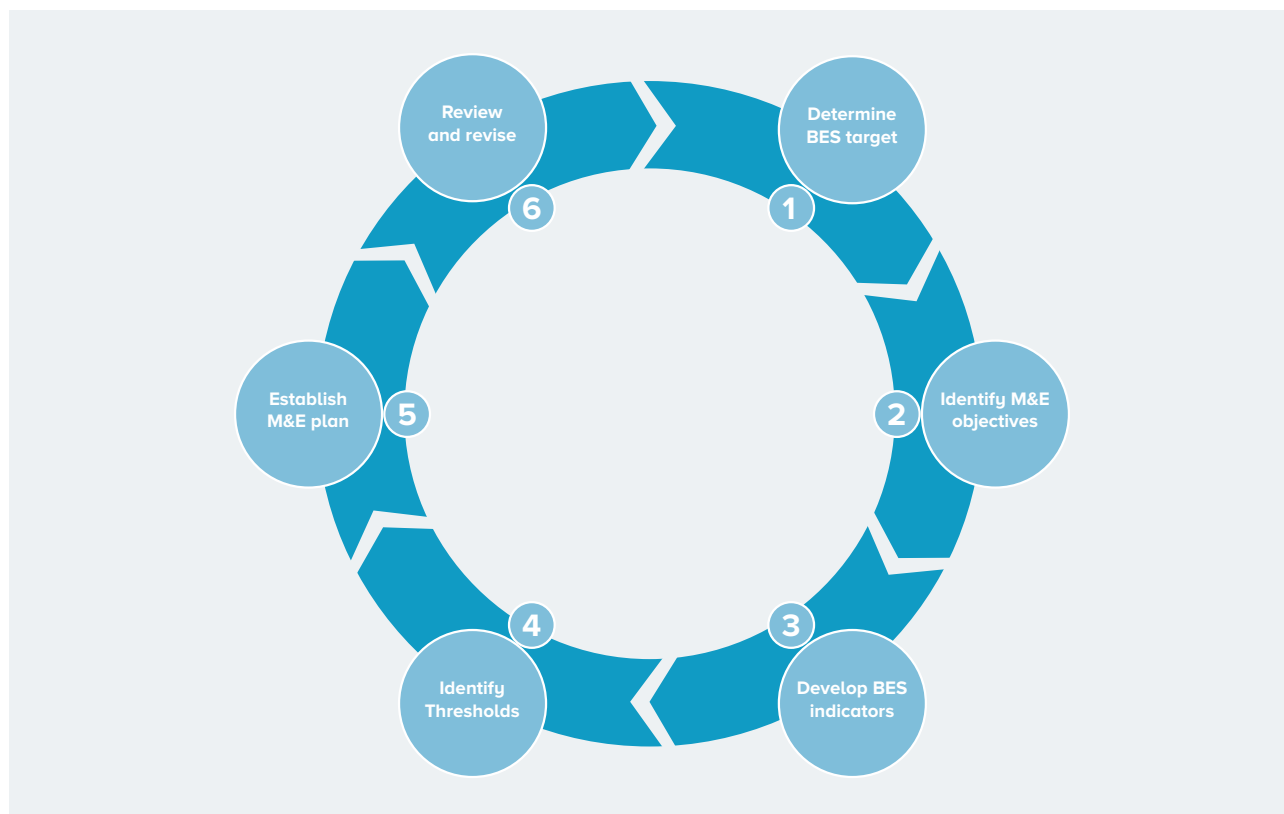 Determine
BES target
1
Identify M&E
objectives
2
Develop BES
indicators
3
Identify
Thresholds
4
Establish
M&E plan
5
Review
and revise
6